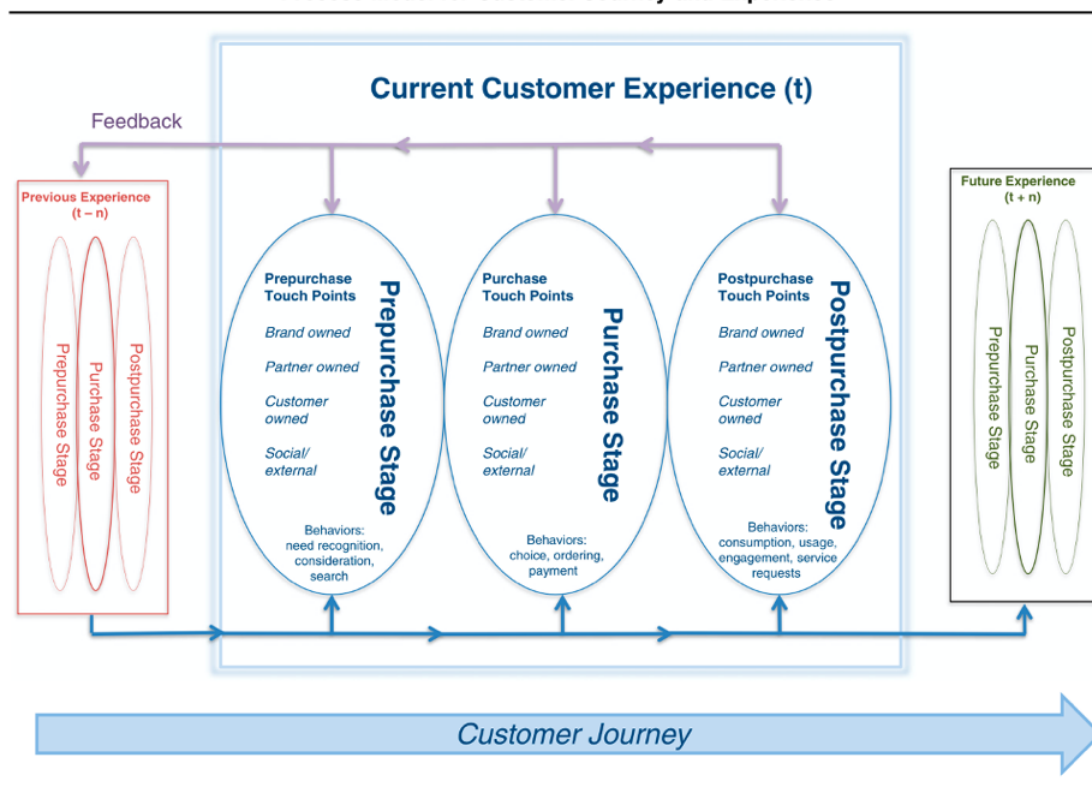 Current Customer Experience (t)
Feedback
Previous Experience
(t – n)
Prepurchase Stage
Purchase Stage
Postpurchase Stage
Prepurchase
Touch Points
Brand owned
Partner owned
Customer
owned
Social/
external
Prepurchase Stage
Behaviors:
need recognition,
consideration,
search
Purchase
Touch Points
Brand owned
Partner owned
Customer
owned
Social/
external
Purchase Stage
Behaviors:
choice, ordering,
payment
Postpurchase
Touch Points
Brand owned
Partner owned
Customer
owned
Social/
external
Postpurchase Stage
Behaviors:
consumption, usage,
engagement, service
requests
Future Experience
(t + n)
Prepurchase Stage
Purchase Stage
Postpurchase Stage
Customer Journey